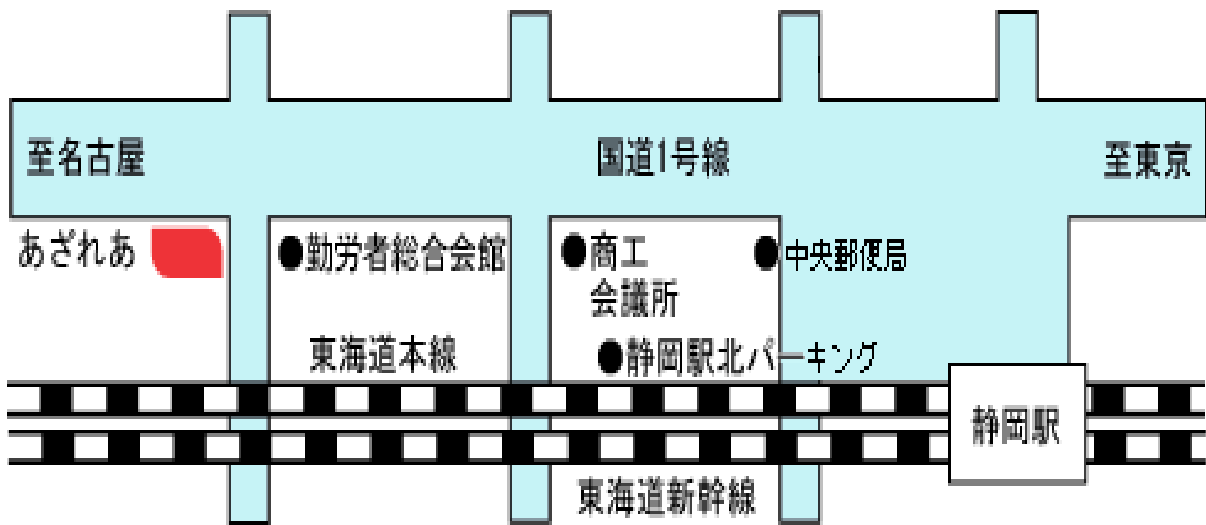 至名古屋
国道1号線
至東京
あざれあ
●勤労者総合会館
●商工
会議所
●中央郵便局
東海道本線
●静岡駅北パーキング
静岡駅
東海道新幹線